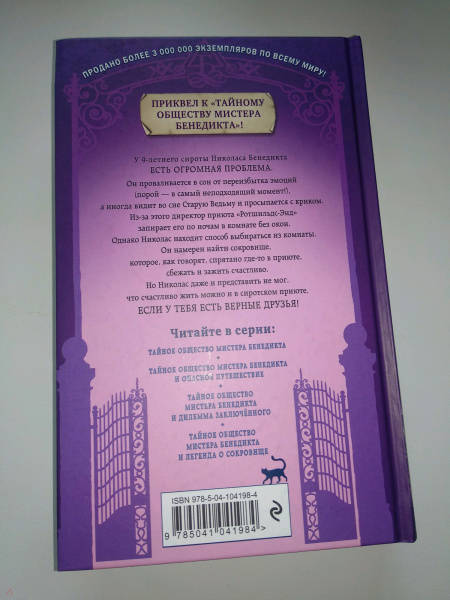 ПРОДАНО БОЛЕЕ 3 000 000 ЭКЗЕМПЛЯРОВ ПО ВСЕМУ МИРУ!
ПРИКВЕЛ К «ТАЙНОМУ
ОБЩЕСТВУ МИСТЕРА
БЕНЕДИКТА»!
У 9-летнего сироты Николаса Бенедикта
ЕСТЬ ОГРОМНАЯ ПРОБЛЕМА.
Он проваливается в сон от переизбытка эмоций
(порой — в самый неподходящий момент!),
а иногда видит во сне Старую Ведьму и просыпается с криком.
Из-за этого директор приюта «Ротшильдс-Энд»
запирает его по ночам в комнате без окон.
Однако Николас находит способ выбираться из комнаты.
Он намерен найти сокровище,
которое, как говорят, спрятано где-то в приюте,
сбежать и зажить счастливо.
Но Николас даже и представить не мог,
что счастливо жить можно и в сиротском приюте.
ЕСЛИ У ТЕБЯ ЕСТЬ ВЕРНЫЕ ДРУЗЬЯ!
Читайте в серии:
ТАЙНОЕ ОБЩЕСТВО МИСТЕРА БЕНЕДИКТА
ТАЙНОЕ ОБЩЕСТВО МИСТЕРА БЕНЕДИКТА
И ОПАСНОЕ ПУТЕШЕСТВИЕ
ТАЙНОЕ ОБЩЕСТВО
МИСТЕРА БЕНЕДИКТА
И ДИЛЕММА ЗАКЛЮЧЁННОГО
ТАЙНОЕ ОБЩЕСТВО
МИСТЕРА БЕНЕДИКТА
И ЛЕГЕНДА О СОКРОВИЩЕ
ISBN 978-5-04-104198-4
9 785041 041984 >